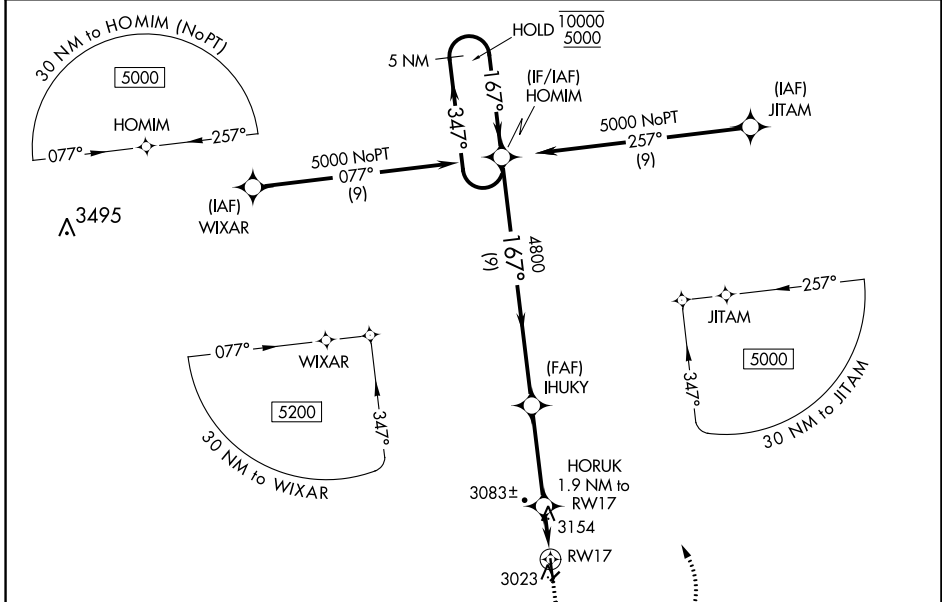 30 NM to HOMIM (NoPT)
5000
HOMIM
077°
257°
HOLD 10000
5000
5 NM
167°
347°
(IF/IAF)
HOMIM
(IAF)
JITAM
5000 NoPT
257°
(9)
5000 NoPT
077°
(9)
(IAF)
WIXAR
3495
4800
167°
(9)
077°
WIXAR
347°
5200
30 NM to WIXAR
257°
JITAM
347°
5000
30 NM to JITAM
(FAF)
IHUKY
HORUK
1.9 NM to
RW17
3083±
3154
RW17
3023